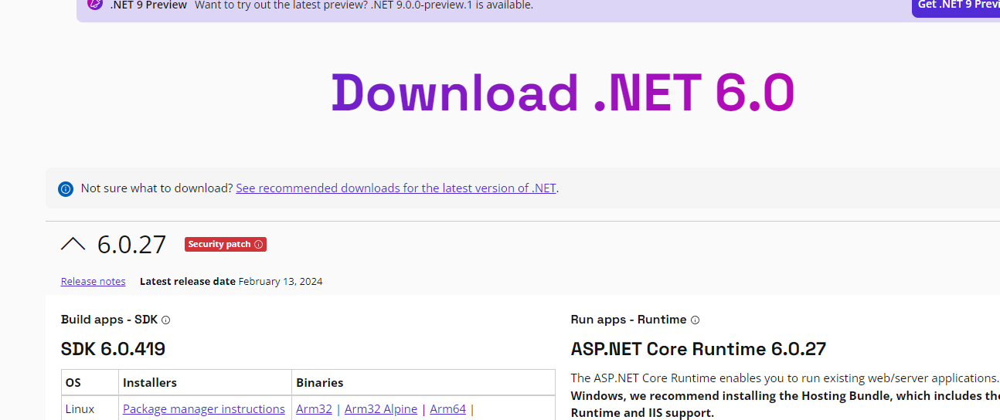 .NET 9 Preview Want to try out the latest preview? .NET 9.0.0-preview.1 is available.
Get .NET 9 Previ
Download .NET 6.0
Not sure what to download? See recommended downloads for the latest version of .NET.
6.0.27 Security patch
Release notes Latest release date February 13, 2024
Build apps - SDK
SDK 6.0.419
OS Installers Binaries
Linux Package manager instructions Arm32 | Arm32 Alpine | Arm64 |
Run apps - Runtime
ASP.NET Core Runtime 6.0.27
The ASP.NET Core Runtime enables you to run existing web/server applications.
Windows, we recommend installing the Hosting Bundle, which includes the
Runtime and IIS support.